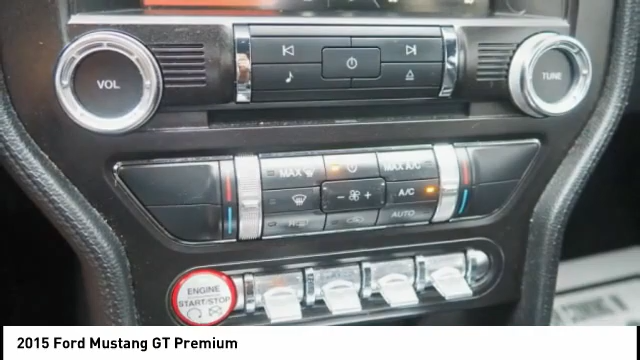 VOL
TUNE
MAX
MAX A/C
A/C
AUTO
ENGINE
START/STOP
2015 Ford Mustang GT Premium